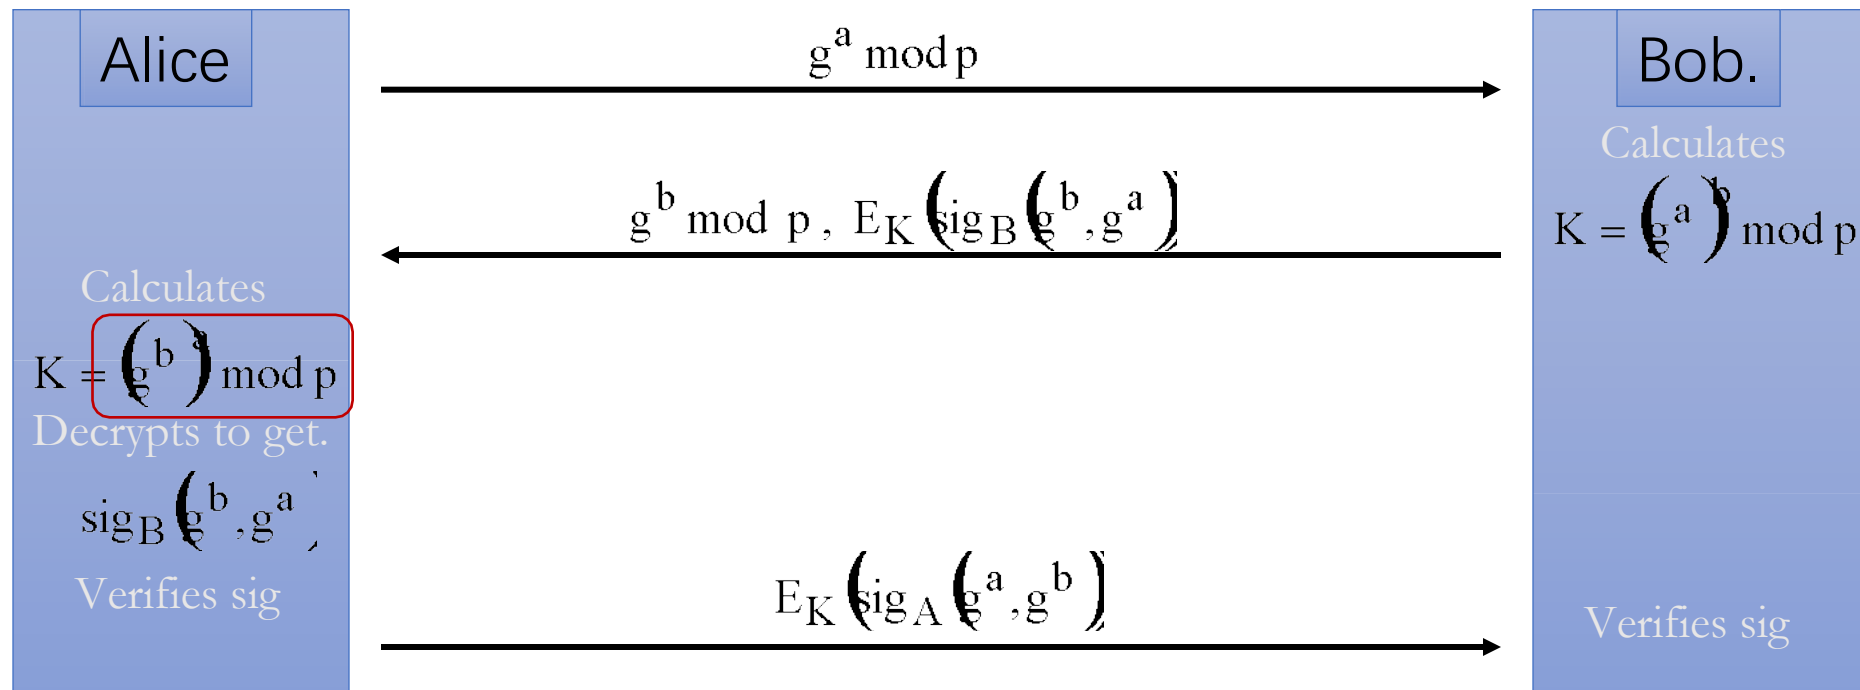 Alice
g^a mod p
Bob.
Calculates
K = (g^a)^b mod p
g^b mod p , E_K(sig_B(g^b, g^a))
Calculates
K = (g^b)^a mod p
Decrypts to get.
sig_B(g^b, g^a)
Verifies sig
E_K(sig_A(g^a, g^b))
Verifies sig